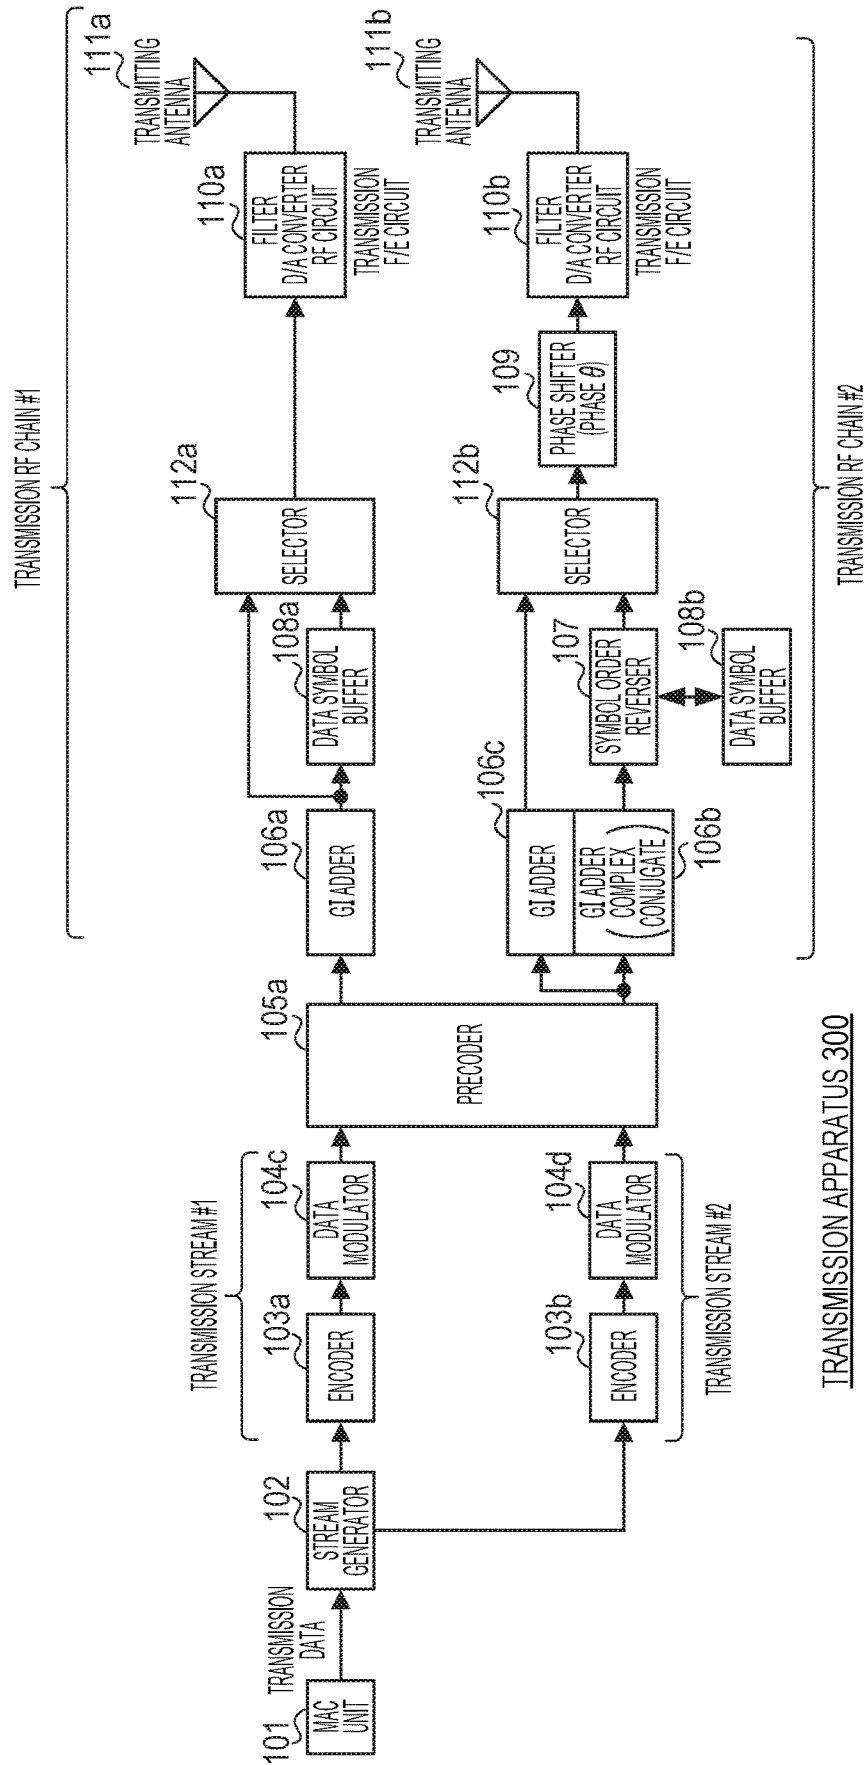 TRANSMISSION RF CHAIN #1
111a
TRANSMITTING
ANTENNA
110a
FILTER
D/A CONVERTER
RF CIRCUIT
TRANSMISSION
F/E CIRCUIT
112a
SELECTOR
108a
DATA SYMBOL
BUFFER
106a
GI ADDER
105a
PRECODER
TRANSMISSION STREAM #1
104c
DATA
MODULATOR
103a
ENCODER
102
STREAM
GENERATOR
TRANSMISSION
DATA
101
MAC
UNIT
103b
ENCODER
104d
DATA
MODULATOR
TRANSMISSION STREAM #2
106c
GI ADDER
GI ADDER
(COMPLEX
CONJUGATE)
106b
107
SYMBOL ORDER
REVERSER
108b
DATA SYMBOL
BUFFER
112b
SELECTOR
109
PHASE SHIFTER
(PHASE θ)
110b
FILTER
D/A CONVERTER
RF CIRCUIT
TRANSMISSION
F/E CIRCUIT
111b
TRANSMITTING
ANTENNA
TRANSMISSION RF CHAIN #2
TRANSMISSION APPARATUS 300